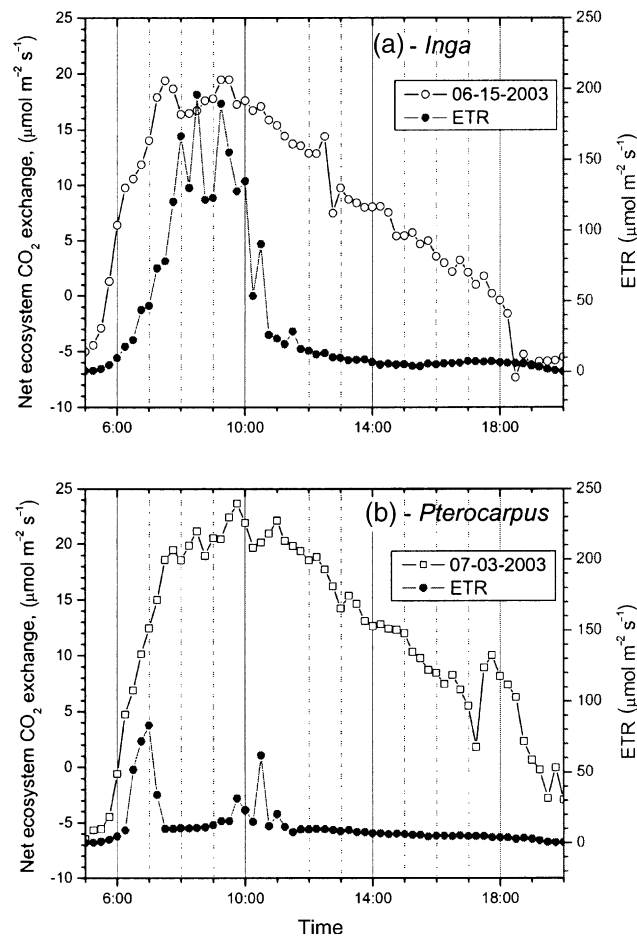 (a) - Inga
06-15-2003
ETR
Net ecosystem CO2 exchange, (μmol m-2 s-1)
25
20
15
10
5
0
-5
-10
250
200
150
100
50
0
ETR (μmol m-2 s-1)
6:00 10:00 14:00 18:00
(b) - Pterocarpus
07-03-2003
ETR
Net ecosystem CO2 exchange, (μmol m-2 s-1)
25
20
15
10
5
0
-5
-10
250
200
150
100
50
0
ETR (μmol m-2 s-1)
6:00 10:00 14:00 18:00
Time